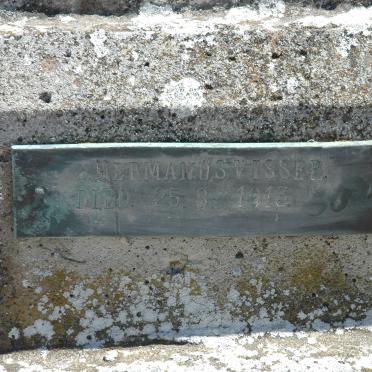 HERMANUS VISSER.
DIED. 25. 9. 1913